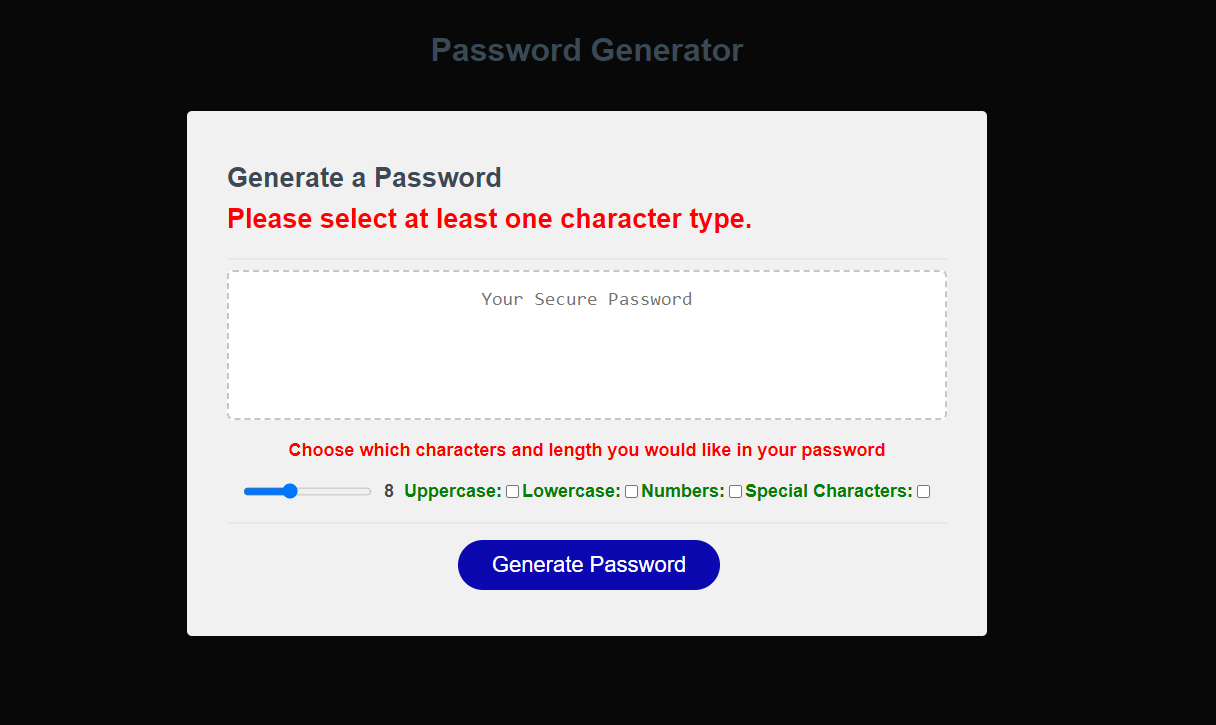 Password Generator
Generate a Password
Please select at least one character type.
Your Secure Password
Choose which characters and length you would like in your password
8 Uppercase: Lowercase: Numbers: Special Characters:
Generate Password